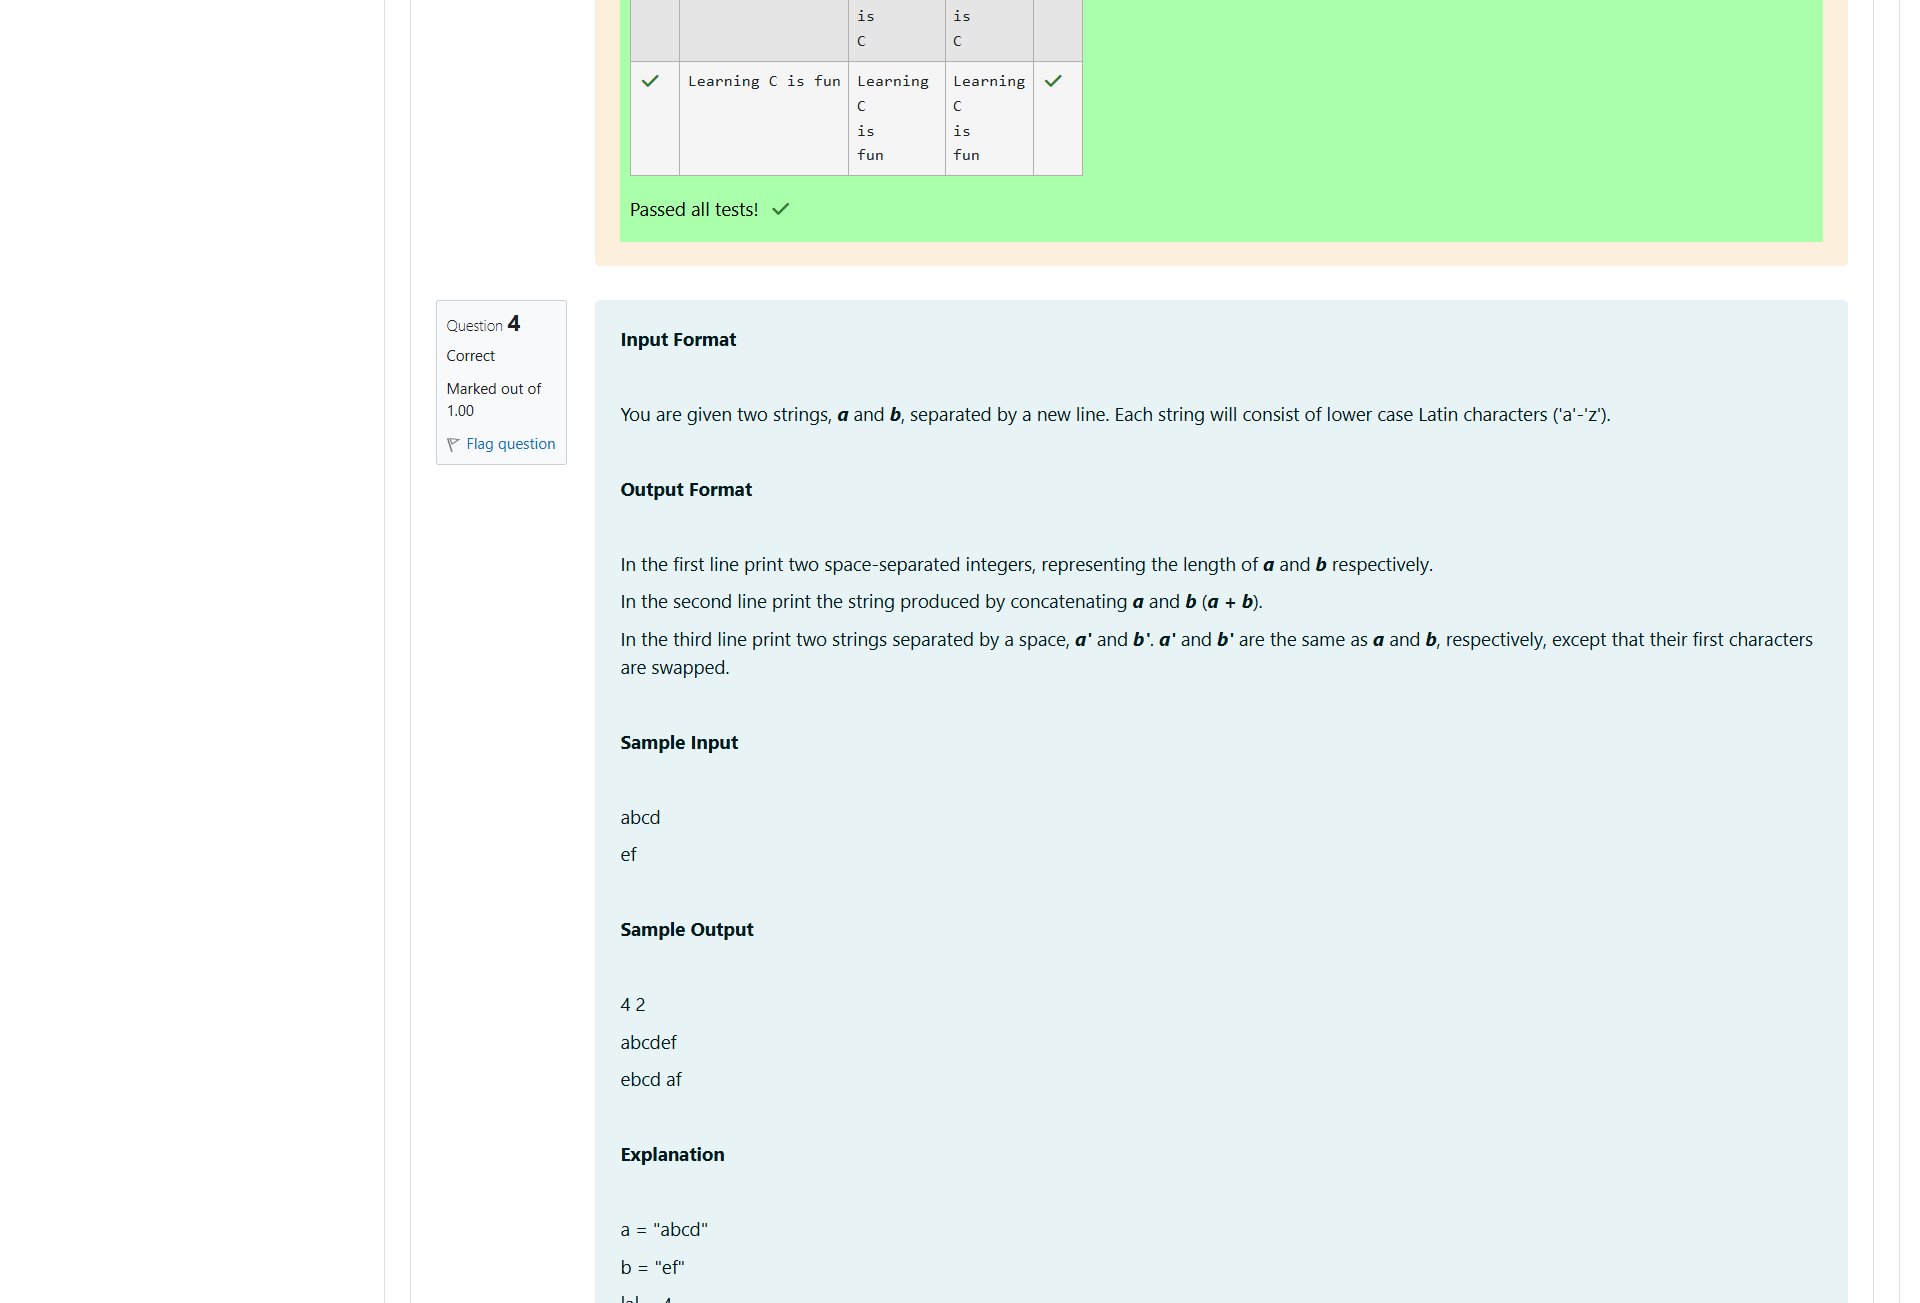 is is
C C
Learning C is fun Learning Learning
C C
is is
fun fun
Passed all tests!
Question 4
Correct
Marked out of
1.00
Flag question
Input Format
You are given two strings, a and b, separated by a new line. Each string will consist of lower case Latin characters ('a'-'z').
Output Format
In the first line print two space-separated integers, representing the length of a and b respectively.
In the second line print the string produced by concatenating a and b (a + b).
In the third line print two strings separated by a space, a' and b'. a' and b' are the same as a and b, respectively, except that their first characters
are swapped.
Sample Input
abcd
ef
Sample Output
4 2
abcdef
ebcd af
Explanation
a = "abcd"
b = "ef"